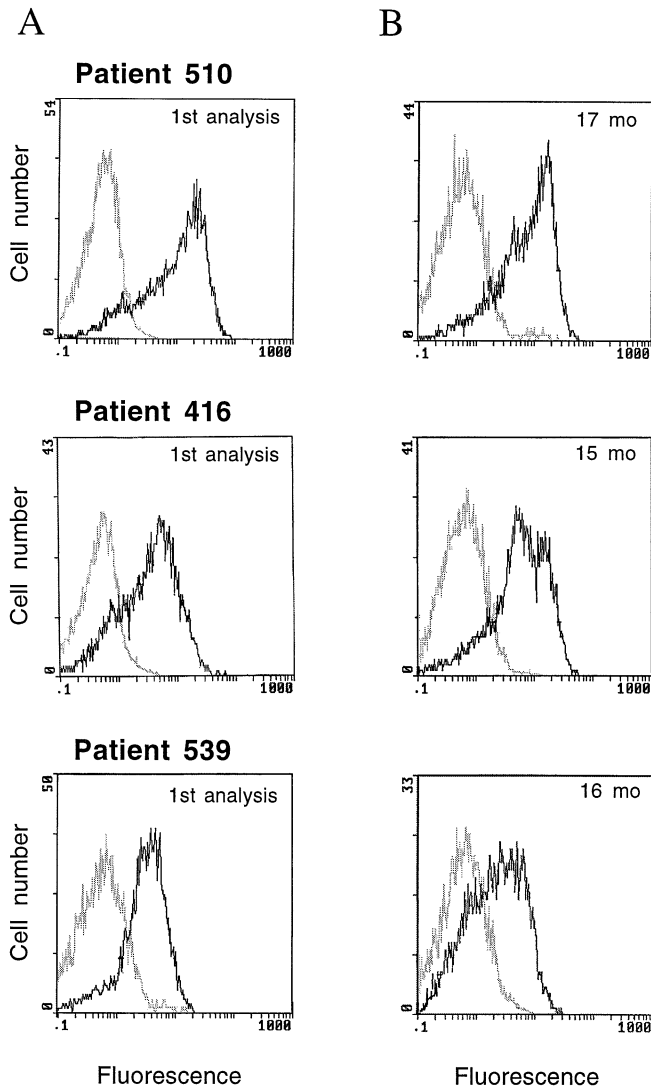 A
B
Patient 510
54
1st analysis
Cell number
0
.1
1000
44
17 mo
0
.1
1000
Patient 416
43
1st analysis
Cell number
0
.1
1000
41
15 mo
0
.1
1000
Patient 539
50
1st analysis
Cell number
0
.1
1000
Fluorescence
33
16 mo
0
.1
1000
Fluorescence